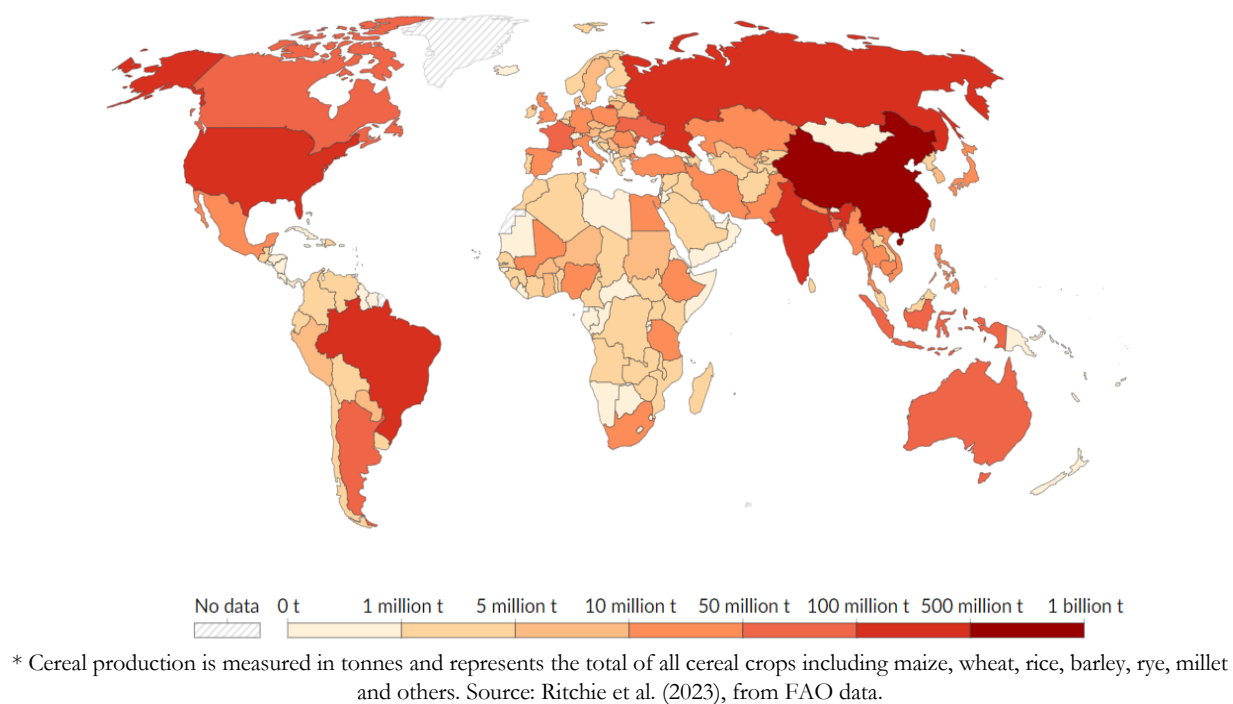 No data 0 t 1 million t 5 million t 10 million t 50 million t 100 million t 500 million t 1 billion t
* Cereal production is measured in tonnes and represents the total of all cereal crops including maize, wheat, rice, barley, rye, millet
and others. Source: Ritchie et al. (2023), from FAO data.